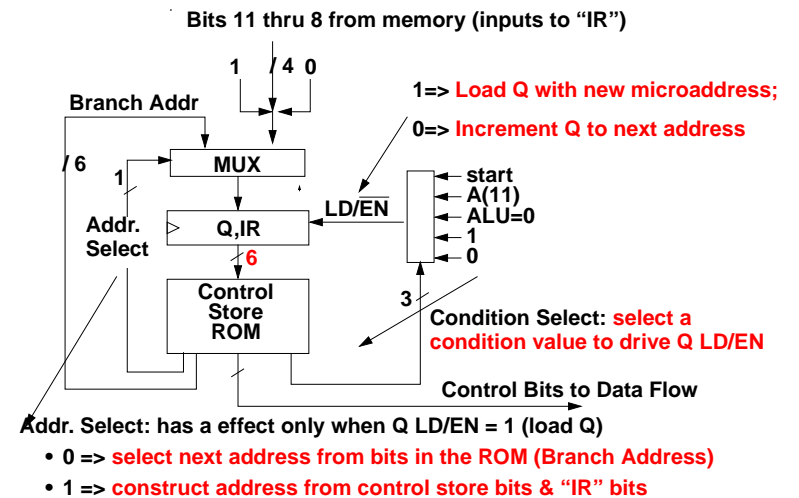 Bits 11 thru 8 from memory (inputs to “IR”)
1 / 4 0
1=> Load Q with new microaddress;
0=> Increment Q to next address
Branch Addr
/ 6
1
MUX
Addr.
Select
Q,IR
LD/EN
start
A(11)
ALU=0
1
0
6
Control
Store
ROM
3
Condition Select: select a
condition value to drive Q LD/EN
Control Bits to Data Flow
Addr. Select: has a effect only when Q LD/EN = 1 (load Q)
• 0 => select next address from bits in the ROM (Branch Address)
• 1 => construct address from control store bits & “IR” bits